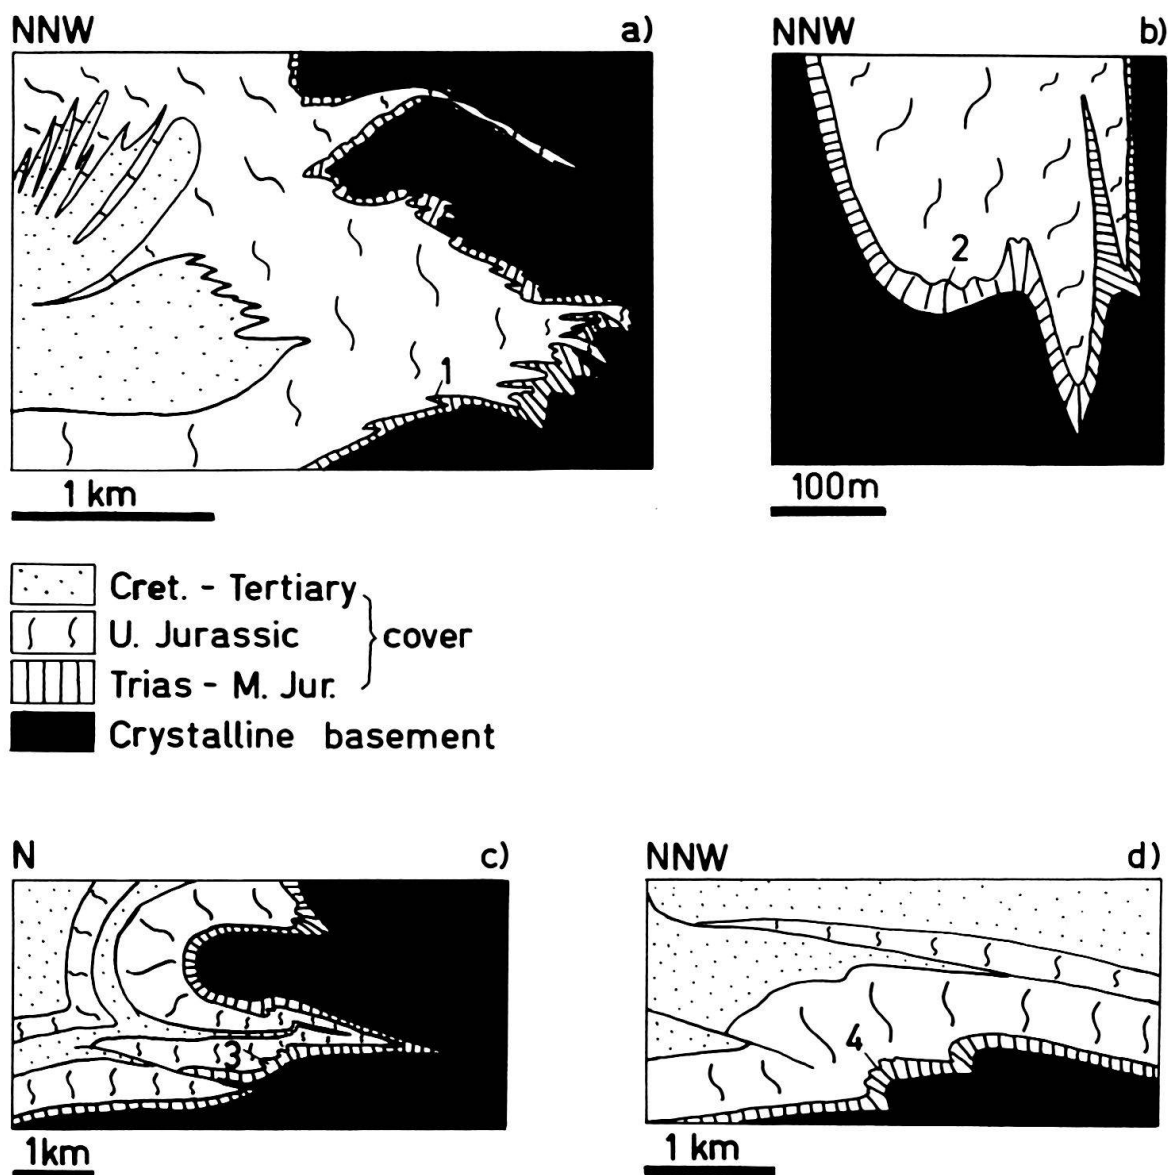 NNW a)
NNW b)
1
2
1 km
100m
Cret. - Tertiary
U. Jurassic
cover
Trias - M. Jur.
Crystalline basement
N c)
NNW d)
3
4
1km
1 km